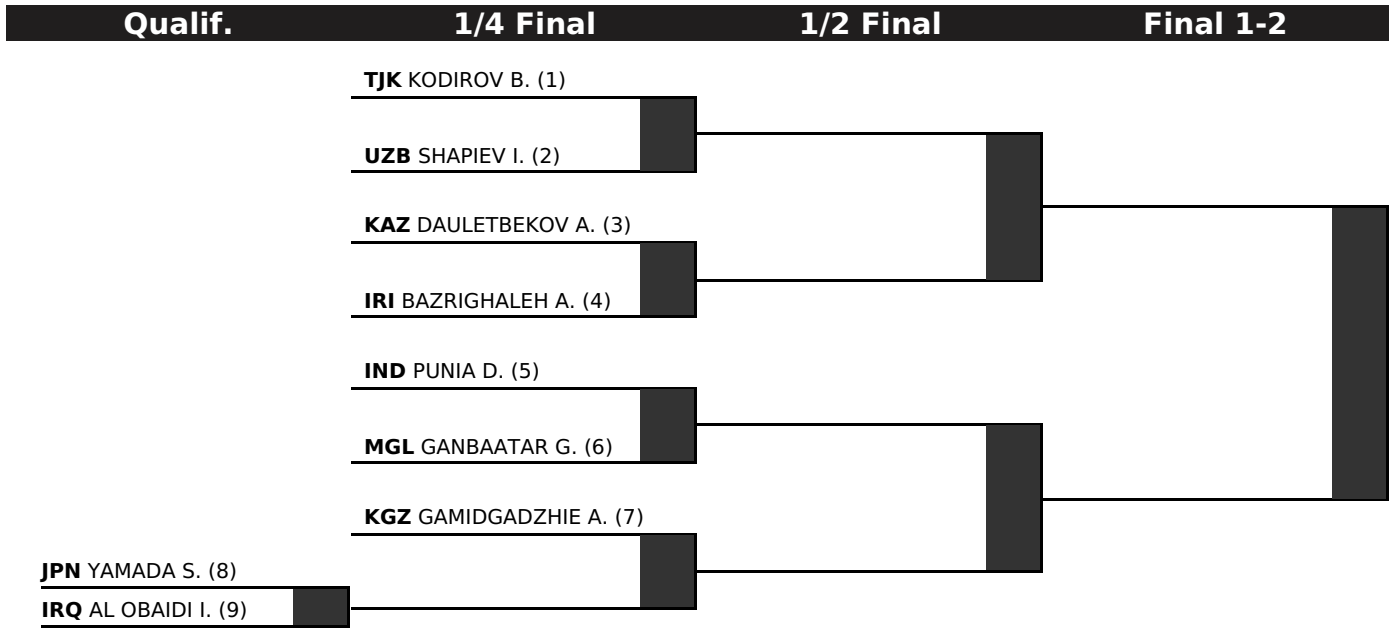 Qualif. 1/4 Final 1/2 Final Final 1-2
TJK KODIROV B. (1)
UZB SHAPIEV I. (2)
KAZ DAULETBEKOV A. (3)
IRI BAZRIGHALEH A. (4)
IND PUNIA D. (5)
MGL GANBAATAR G. (6)
KGZ GAMIDGADZHIE A. (7)
JPN YAMADA S. (8)
IRQ AL OBAIDI I. (9)